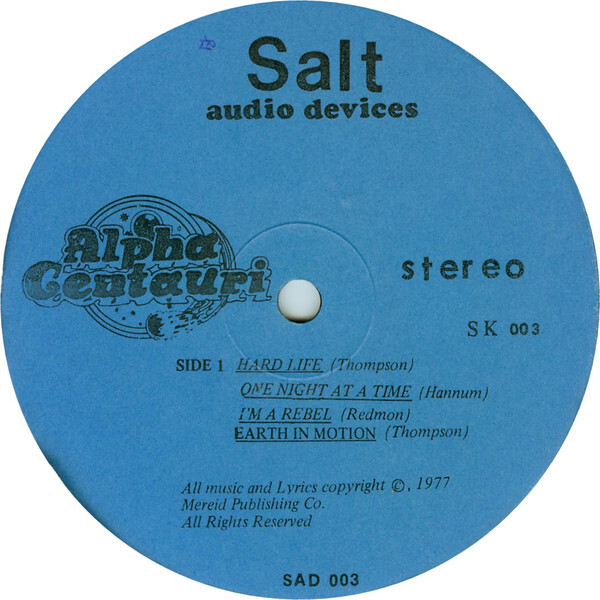 Salt
audio devices
Alpha
Centauri
stereo
SK 003
SIDE 1 HARD LIFE (Thompson)
ONE NIGHT AT A TIME (Hannum)
I'M A REBEL (Redmon)
EARTH IN MOTION (Thompson)
All music and Lyrics copyright ©, 1977
Mereid Publishing Co.
All Rights Reserved
SAD 003